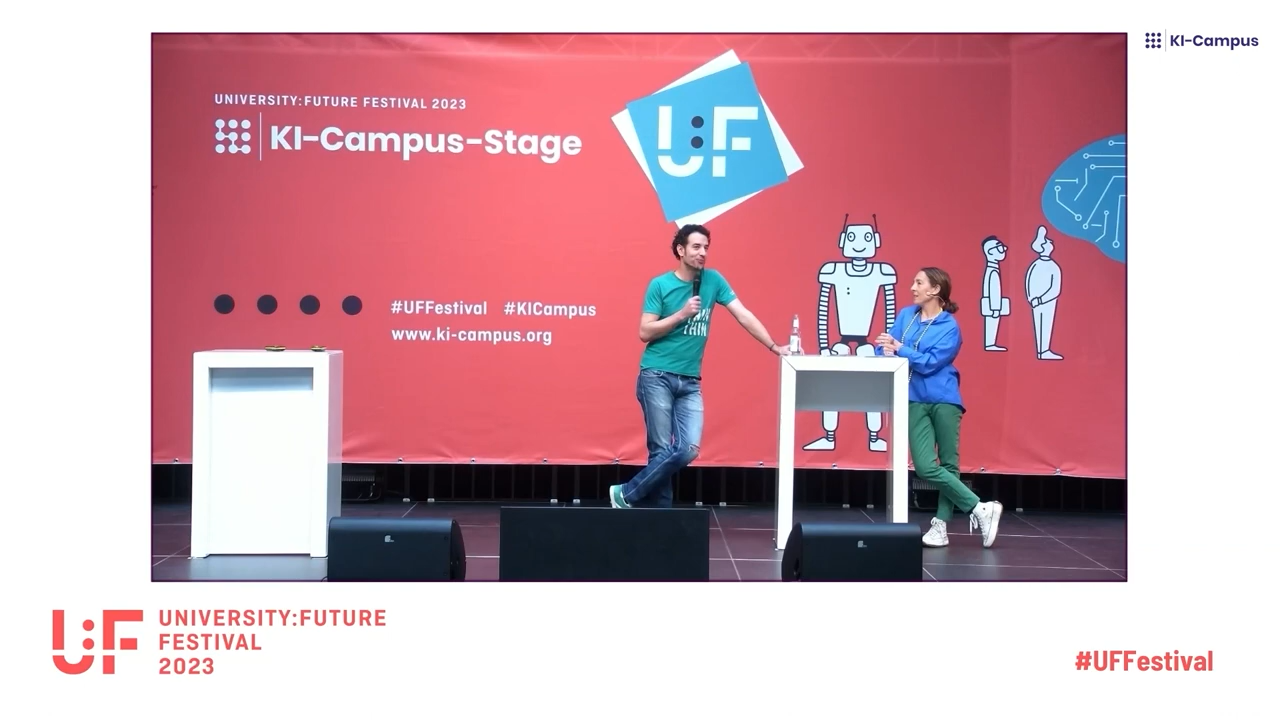 KI-Campus
UNIVERSITY:FUTURE FESTIVAL 2023
KI-Campus-Stage
U:F
#UFFestival #KICampus
www.ki-campus.org
U:F
UNIVERSITY:FUTURE
FESTIVAL
2023
#UFFestival